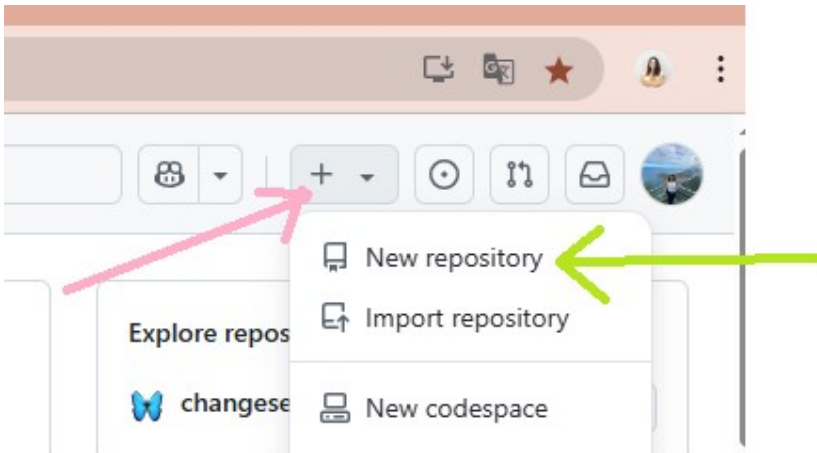 New repository
Import repository
Explore repos
changese
New codespace